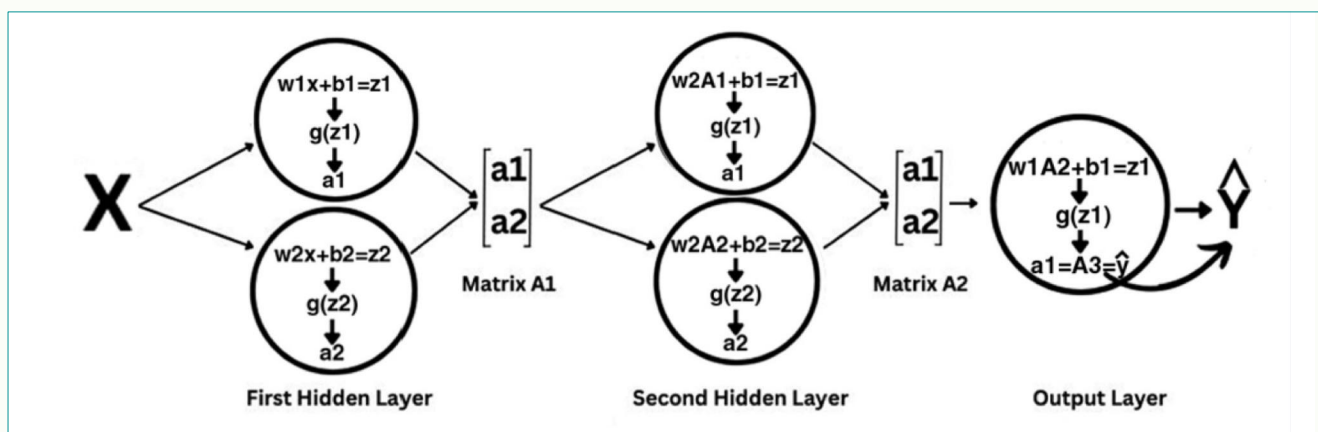 X
w1x+b1=z1
g(z1)
a1
w2x+b2=z2
g(z2)
a2
First Hidden Layer
a1
a2
Matrix A1
w2A1+b1=z1
g(z1)
a1
w2A2+b2=z2
g(z2)
a2
Second Hidden Layer
a1
a2
Matrix A2
w1A2+b1=z1
g(z1)
a1=A3=ŷ
Output Layer
Ŷ